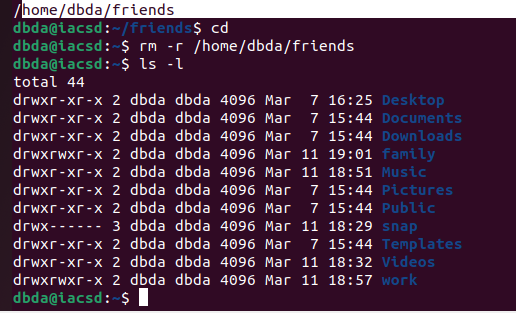 /home/dbda/friends
dbda@iacsd:~/friends$ cd
dbda@iacsd:~$ rm -r /home/dbda/friends
dbda@iacsd:~$ ls -l
total 44
drwxr-xr-x 2 dbda dbda 4096 Mar  7 16:25 Desktop
drwxr-xr-x 2 dbda dbda 4096 Mar  7 15:44 Documents
drwxr-xr-x 2 dbda dbda 4096 Mar  7 15:44 Downloads
drwxrwxr-x 2 dbda dbda 4096 Mar 11 19:01 family
drwxr-xr-x 2 dbda dbda 4096 Mar 11 18:51 Music
drwxr-xr-x 2 dbda dbda 4096 Mar  7 15:44 Pictures
drwxr-xr-x 2 dbda dbda 4096 Mar  7 15:44 Public
drwx------ 3 dbda dbda 4096 Mar 11 18:29 snap
drwxr-xr-x 2 dbda dbda 4096 Mar  7 15:44 Templates
drwxr-xr-x 2 dbda dbda 4096 Mar 11 18:32 Videos
drwxrwxr-x 2 dbda dbda 4096 Mar 11 18:57 work
dbda@iacsd:~$